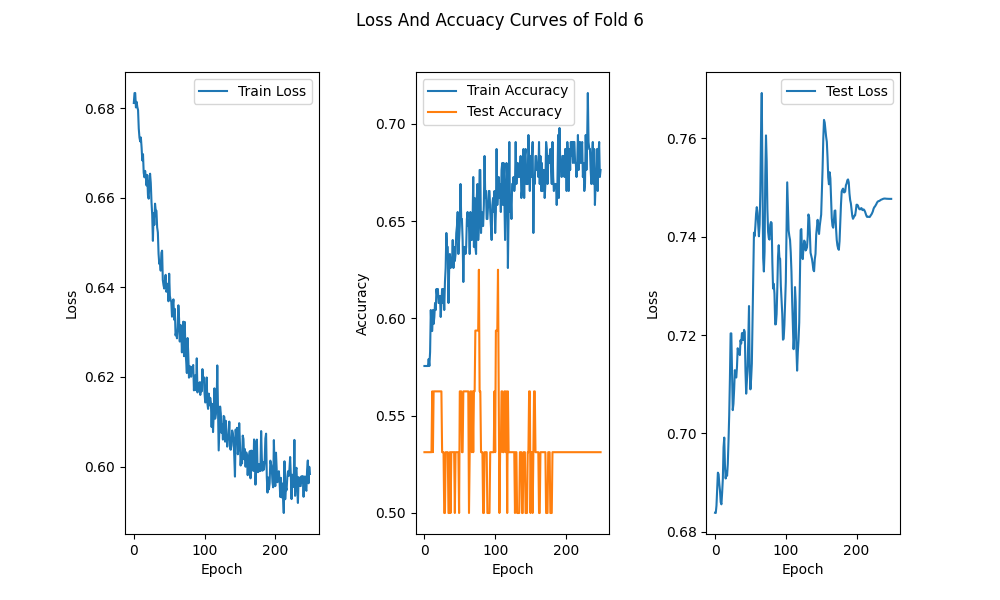 Loss And Accuacy Curves of Fold 6
Train Loss
0.68
0.66
0.64
0.62
0.60
Loss
0
100
200
Epoch
Train Accuracy
Test Accuracy
0.70
0.65
0.60
0.55
0.50
Accuracy
0
100
200
Epoch
Test Loss
0.76
0.74
0.72
0.70
0.68
Loss
0
100
200
Epoch